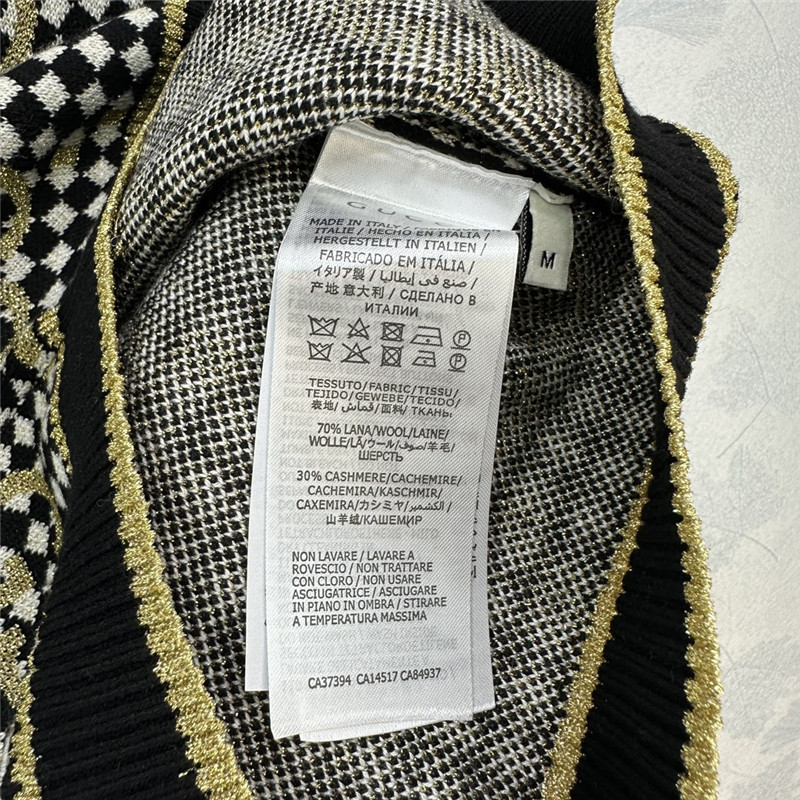 GUCCI
MADE IN ITALY
ITALIE / HECHO EN ITALIA /
HERGESTELLT IN ITALIEN /
FABRICADO EM ITÁLIA /
イタリア製 / صنع في إيطاليا /
产地 意大利 / СДЕЛАНО В
ИТАЛИИ
M
P
P
TESSUTO/FABRIC/TISSU/
TEJIDO/GEWEBE/TECIDO/
表地/ قماش/ 面料/ ТКАНЬ,
70% LANA/WOOL/LAINE/
WOLLE/LÃ/ウール/صوف/羊毛/
ШЕРСТЬ
30% CASHMERE/CACHEMIRE/
CACHEMIRA/KASCHMIR/
CAXEMIRA/カシミヤ/الكشمير/
山羊绒/КАШЕМИР
NON LAVARE / LAVARE A
ROVESCIO / NON TRATTARE
CON CLORO / NON USARE
ASCIUGATRICE / ASCIUGARE
IN PIANO IN OMBRA / STIRARE
A TEMPERATURA MASSIMA
CA37394 CA14517 CA84937